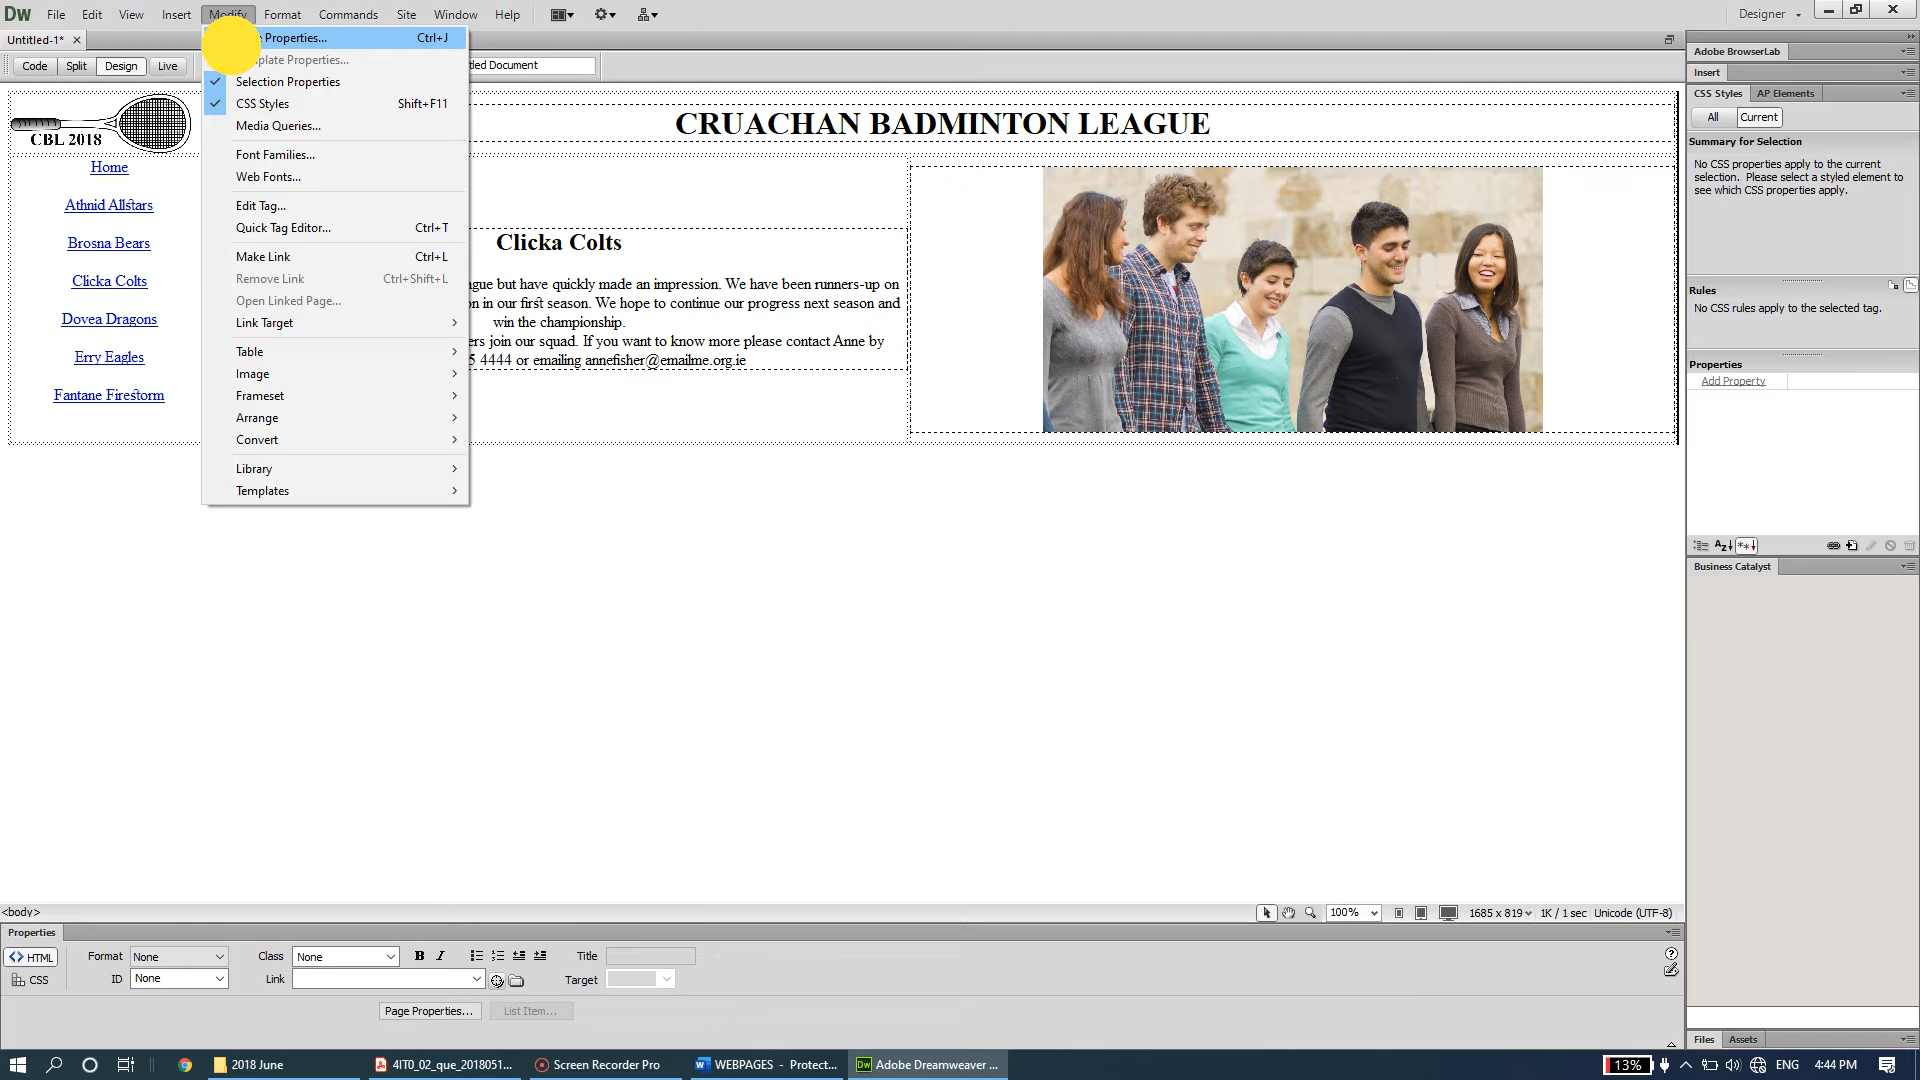 Dw File Edit View Insert Modify Format Commands Site Window Help Designer
Untitled-1*
Code Split Design Live tled Document
Properties... Ctrl+J
plate Properties...
Selection Properties
CSS Styles Shift+F11
Media Queries...
Font Families...
Web Fonts...
Edit Tag...
Quick Tag Editor... Ctrl+T
Make Link Ctrl+L
Remove Link Ctrl+Shift+L
Open Linked Page...
Link Target
Table
Image
Frameset
Arrange
Convert
Library
Templates
CBL 2018
CRUACHAN BADMINTON LEAGUE
Home
Athnid Allstars
Brosna Bears
Clicka Colts
Dovea Dragons
Erry Eagles
Fantane Firestorm
Clicka Colts
gue but have quickly made an impression. We have been runners-up on
on in our first season. We hope to continue our progress next season and
win the championship.
ers join our squad. If you want to know more please contact Anne by
5 4444 or emailing annefisher@emailme.org.ie
Adobe BrowserLab
Insert
CSS Styles AP Elements
All Current
Summary for Selection
No CSS properties apply to the current
selection. Please select a styled element to
see which CSS properties apply.
Rules
No CSS rules apply to the selected tag.
Properties
Add Property
Business Catalyst
Files Assets
<body> 100% 1685 x 819 1K / 1 sec Unicode (UTF-8)
Properties
HTML Format None Class None B I Title
CSS ID None Link Target
Page Properties... List Item...
2018 June 4IT0_02_que_2018051... Screen Recorder Pro WEBPAGES - Protect... Adobe Dreamweaver ... 13% ENG 4:44 PM